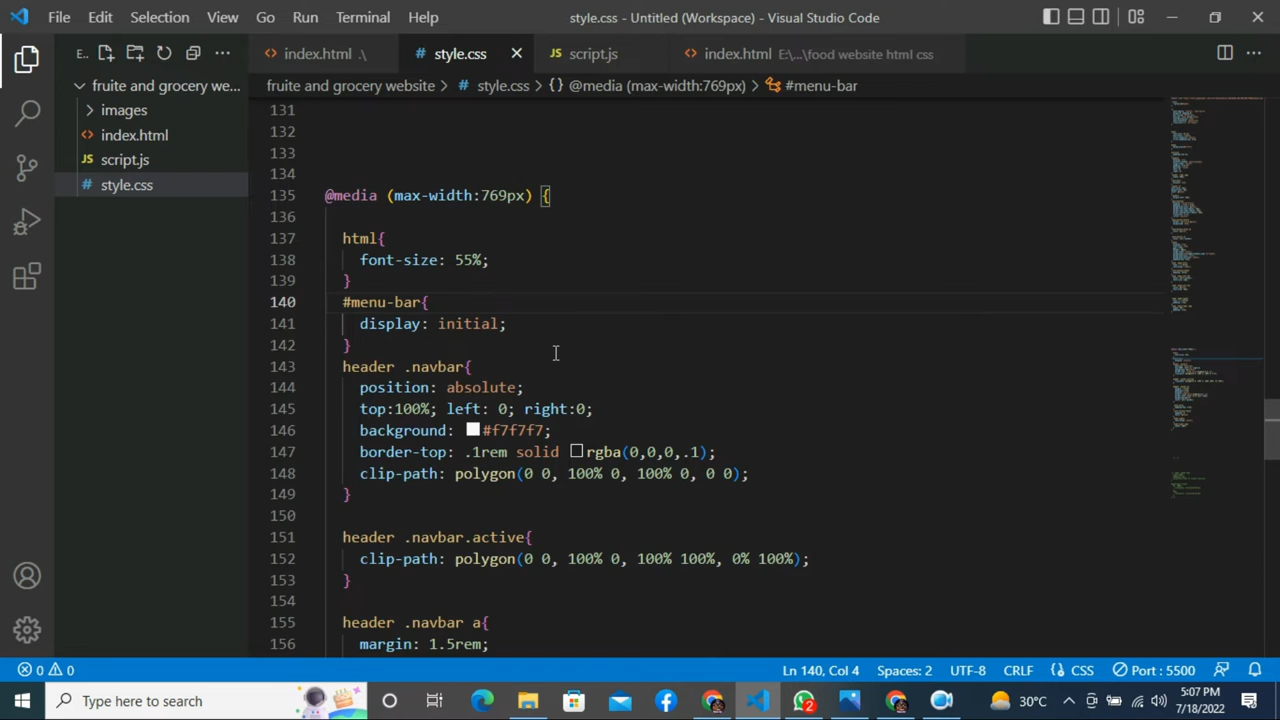 File Edit Selection View Go Run Terminal Help style.css - Untitled (Workspace) - Visual Studio Code
E.. index.html .\ # style.css script.js index.html E:\...\food website html css
fruite and grocery we... fruite and grocery website > # style.css > {} @media (max-width:769px) > #menu-bar
images
index.html
JS script.js
# style.css
131
132
133
134
135 @media (max-width:769px) {
136
137 html{
138 font-size: 55%;
139 }
140 #menu-bar{
141 display: initial;
142 }
143 header .navbar{
144 position: absolute;
145 top:100%; left: 0; right:0;
146 background: #f7f7f7;
147 border-top: .1rem solid rgba(0,0,0,.1);
148 clip-path: polygon(0 0, 100% 0, 100% 0, 0 0);
149 }
150
151 header .navbar.active{
152 clip-path: polygon(0 0, 100% 0, 100% 100%, 0% 100%);
153 }
154
155 header .navbar a{
156 margin: 1.5rem;
0 0 Ln 140, Col 4 Spaces: 2 UTF-8 CRLF {} CSS Port : 5500
Type here to search 2 30°C 5:07 PM
7/18/2022